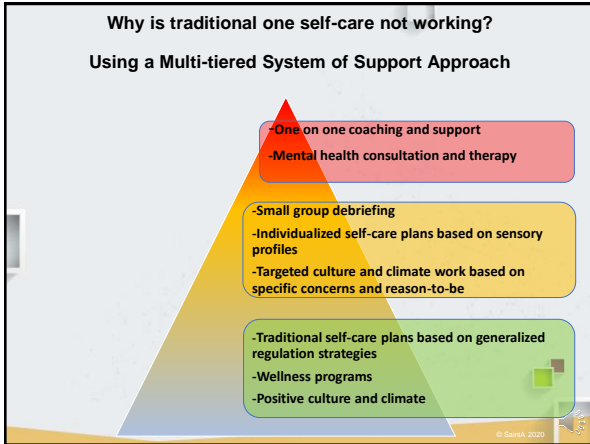 Why is traditional one self-care not working?
Using a Multi-tiered System of Support Approach
-One on one coaching and support
-Mental health consultation and therapy
-Small group debriefing
-Individualized self-care plans based on sensory
profiles
-Targeted culture and climate work based on
specific concerns and reason-to-be
-Traditional self-care plans based on generalized
regulation strategies
-Wellness programs
-Positive culture and climate
© SaintA 2020